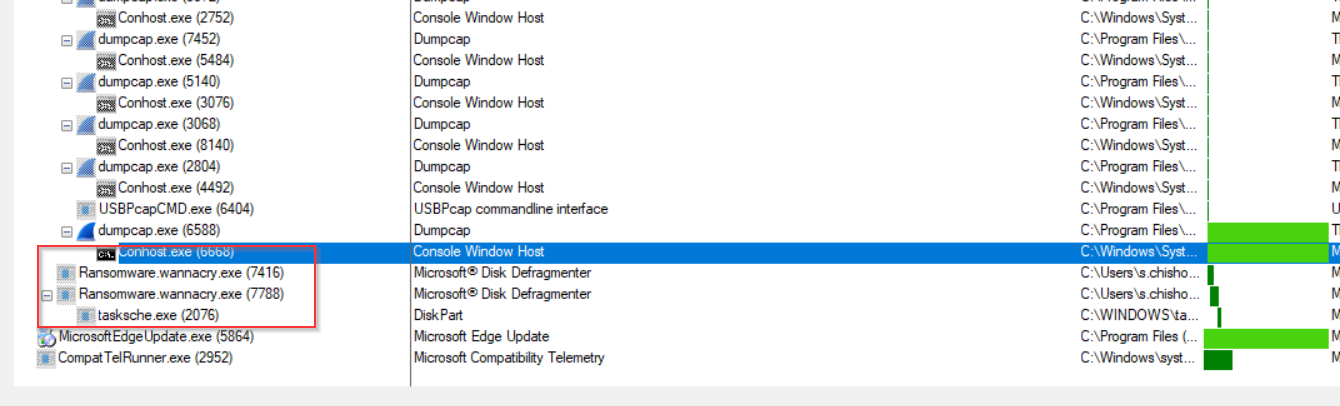 Conhost.exe (2752) Console Window Host C:\Windows\Syst... M
dumpcap.exe (7452) Dumpcap C:\Program Files\...
Conhost.exe (5484) Console Window Host C:\Windows\Syst... M
dumpcap.exe (5140) Dumpcap C:\Program Files\...
Conhost.exe (3076) Console Window Host C:\Windows\Syst... M
dumpcap.exe (3068) Dumpcap C:\Program Files\...
Conhost.exe (8140) Console Window Host C:\Windows\Syst... M
dumpcap.exe (2804) Dumpcap C:\Program Files\...
Conhost.exe (4492) Console Window Host C:\Windows\Syst... M
USBPcapCMD.exe (6404) USBPcap commandline interface C:\Program Files\... U
dumpcap.exe (6588) Dumpcap C:\Program Files\...
Conhost.exe (6668) Console Window Host C:\Windows\Syst... M
Ransomware.wannacry.exe (7416) Microsoft® Disk Defragmenter C:\Users\s.chisho... M
Ransomware.wannacry.exe (7788) Microsoft® Disk Defragmenter C:\Users\s.chisho... M
tasksche.exe (2076) DiskPart C:\WINDOWS\ta... M
MicrosoftEdgeUpdate.exe (5864) Microsoft Edge Update C:\Program Files (... M
CompatTelRunner.exe (2952) Microsoft Compatibility Telemetry C:\Windows\syst... M